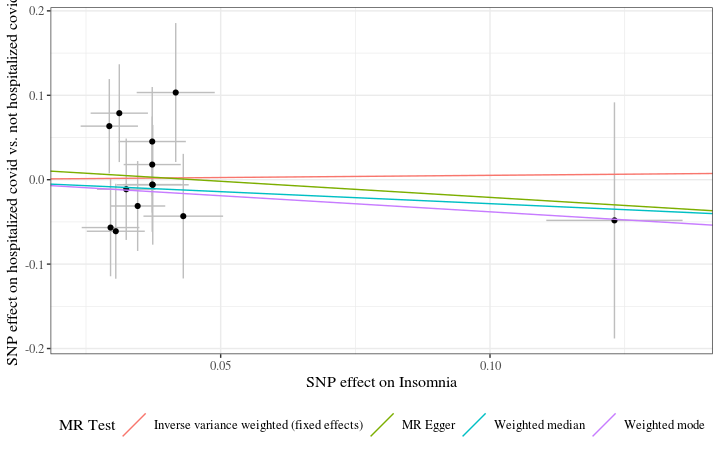 SNP effect on hospitalized covid vs. not hospitalized covid
0.2
0.1
0.0
-0.1
-0.2
0.05
0.10
SNP effect on Insomnia
MR Test
Inverse variance weighted (fixed effects)
MR Egger
Weighted median
Weighted mode